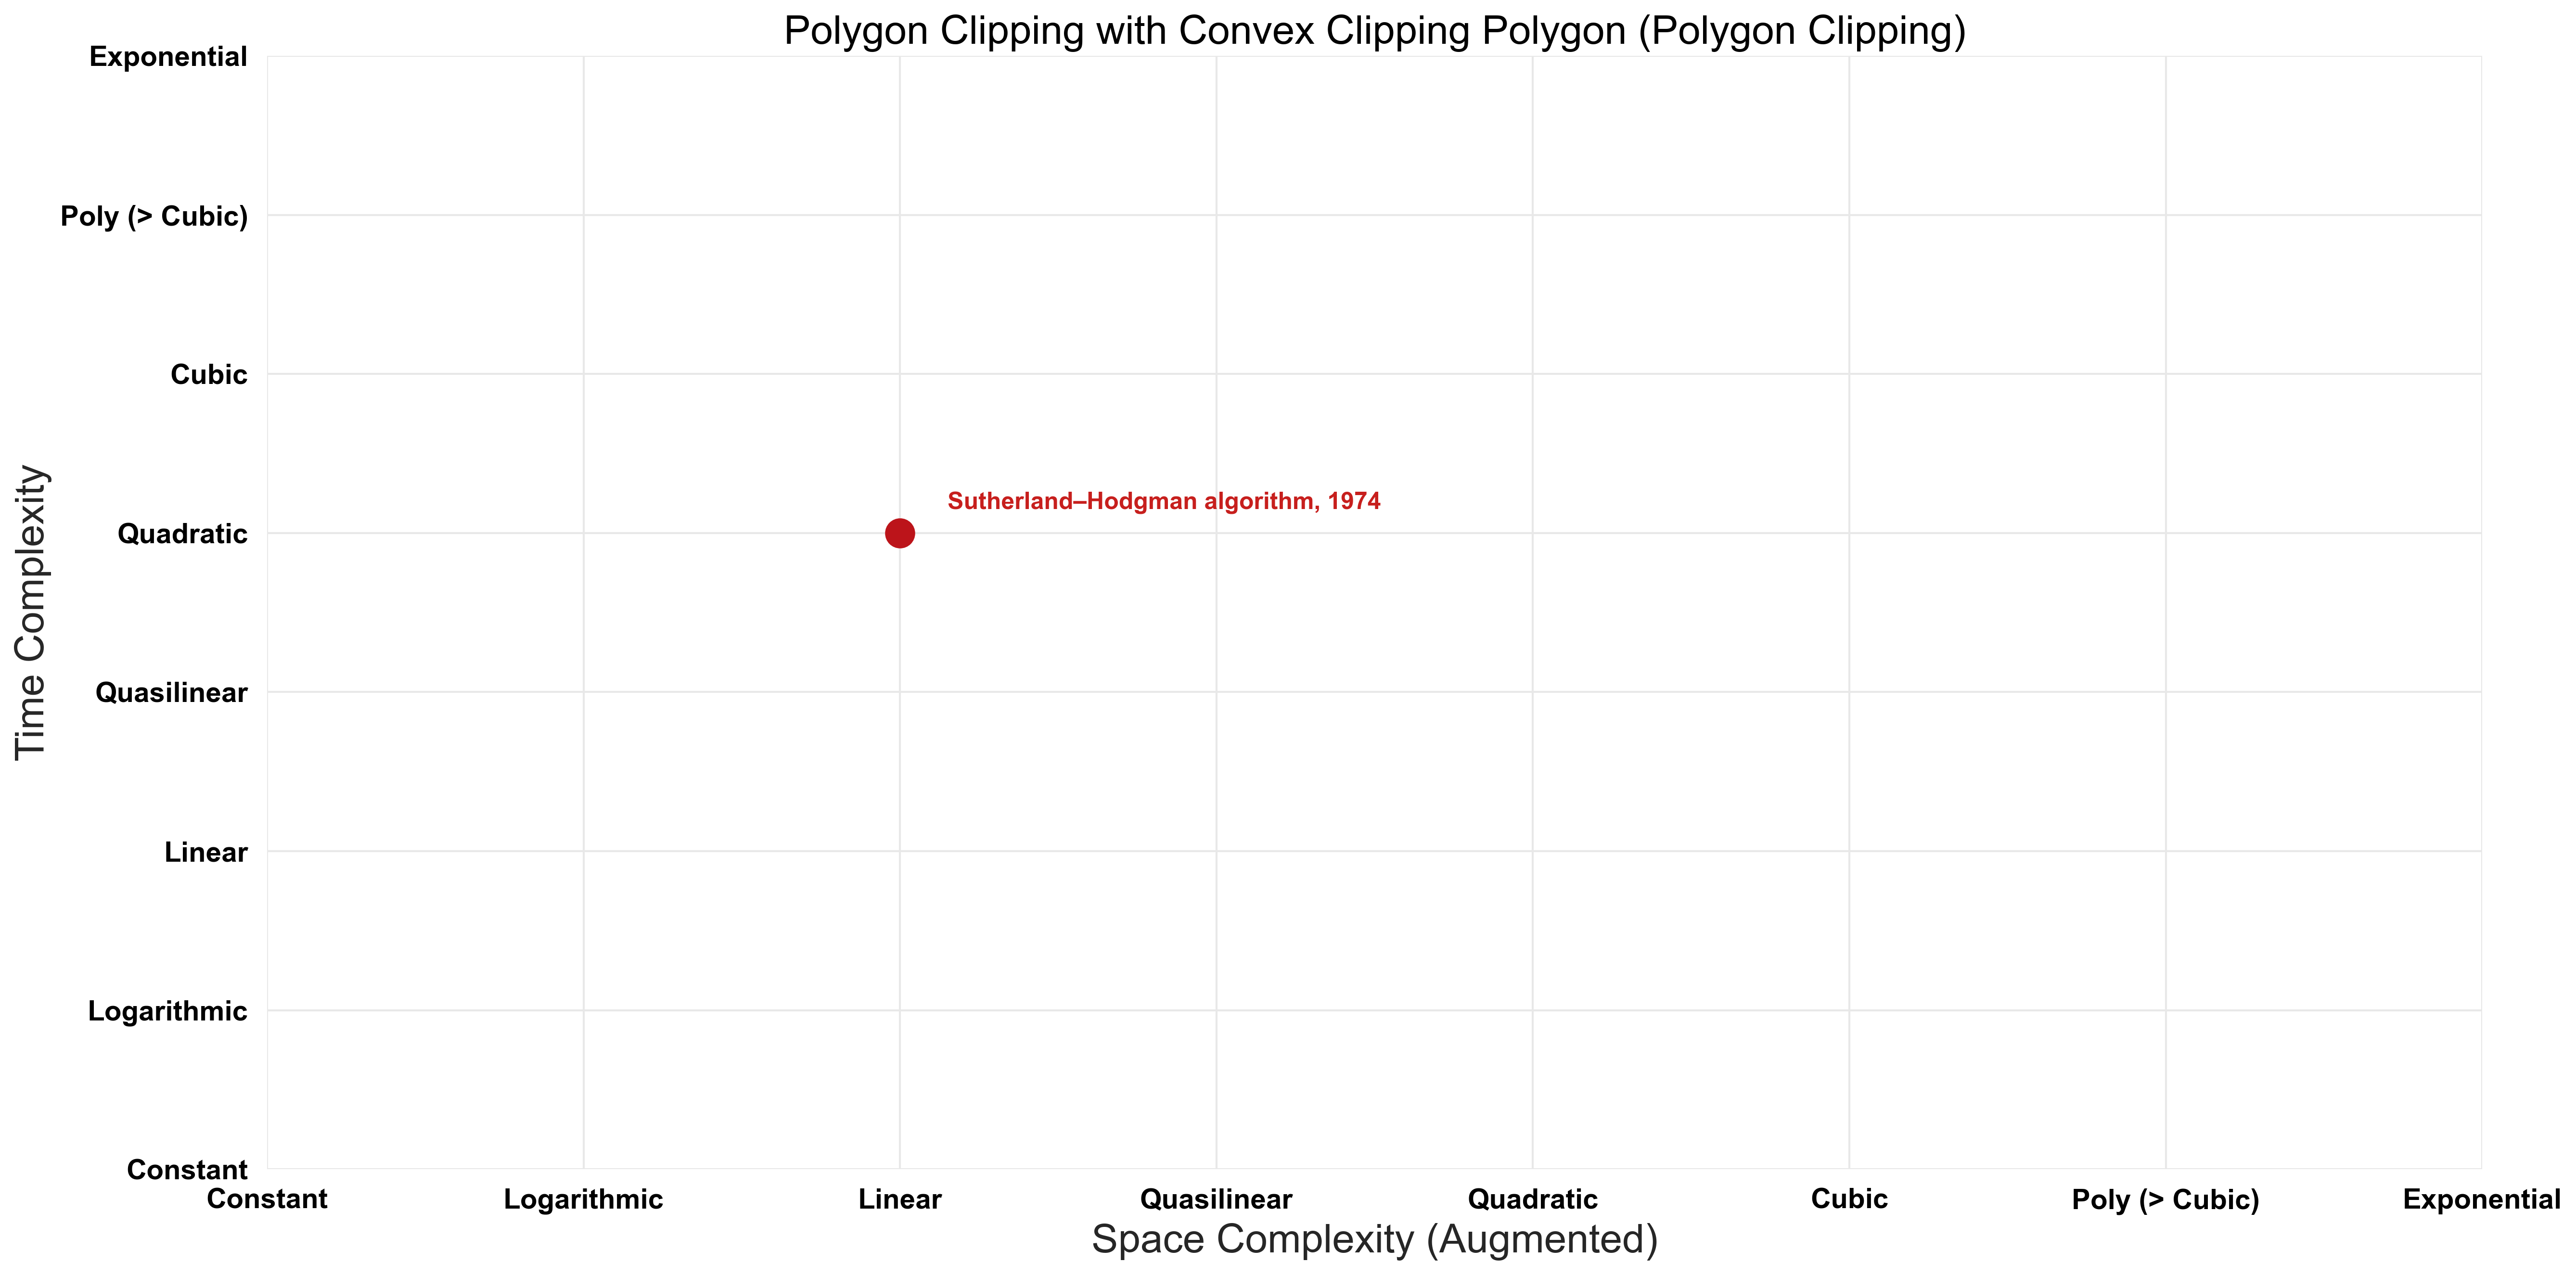 Polygon Clipping with Convex Clipping Polygon (Polygon Clipping)
Time Complexity
Exponential
Poly (> Cubic)
Cubic
Quadratic
Quasilinear
Linear
Logarithmic
Constant
Sutherland–Hodgman algorithm, 1974
Constant Logarithmic Linear Quasilinear Quadratic Cubic Poly (> Cubic) Exponential
Space Complexity (Augmented)